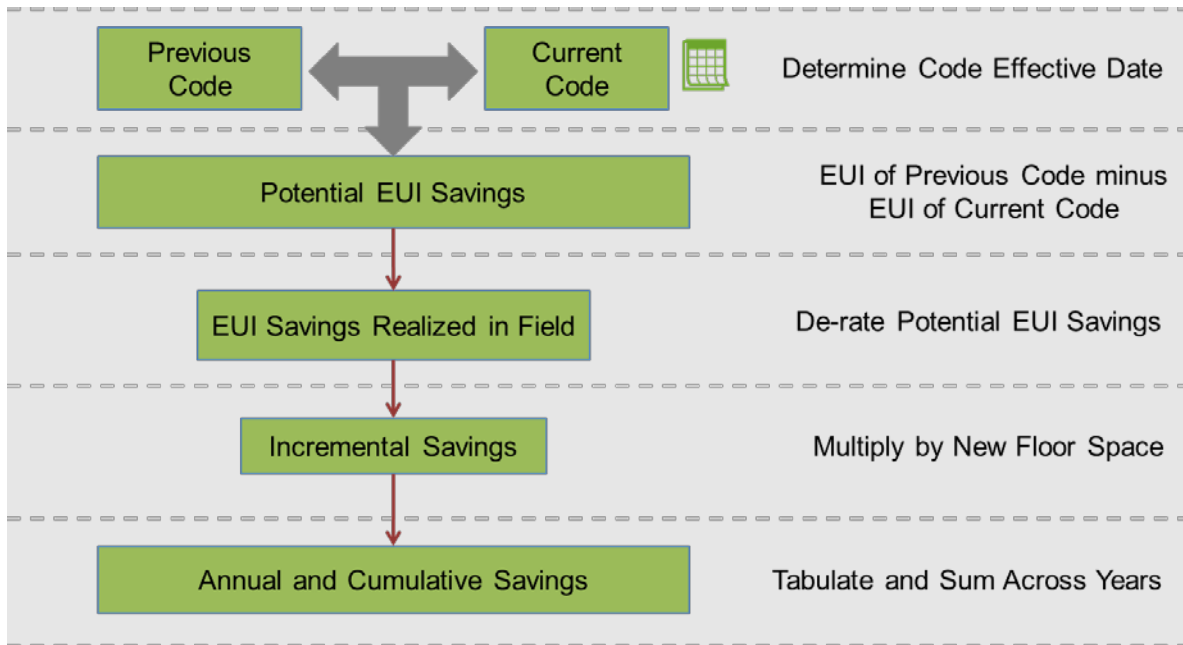 Previous
Code
Current
Code
Determine Code Effective Date
Potential EUI Savings
EUI of Previous Code minus
EUI of Current Code
EUI Savings Realized in Field
De-rate Potential EUI Savings
Incremental Savings
Multiply by New Floor Space
Annual and Cumulative Savings
Tabulate and Sum Across Years